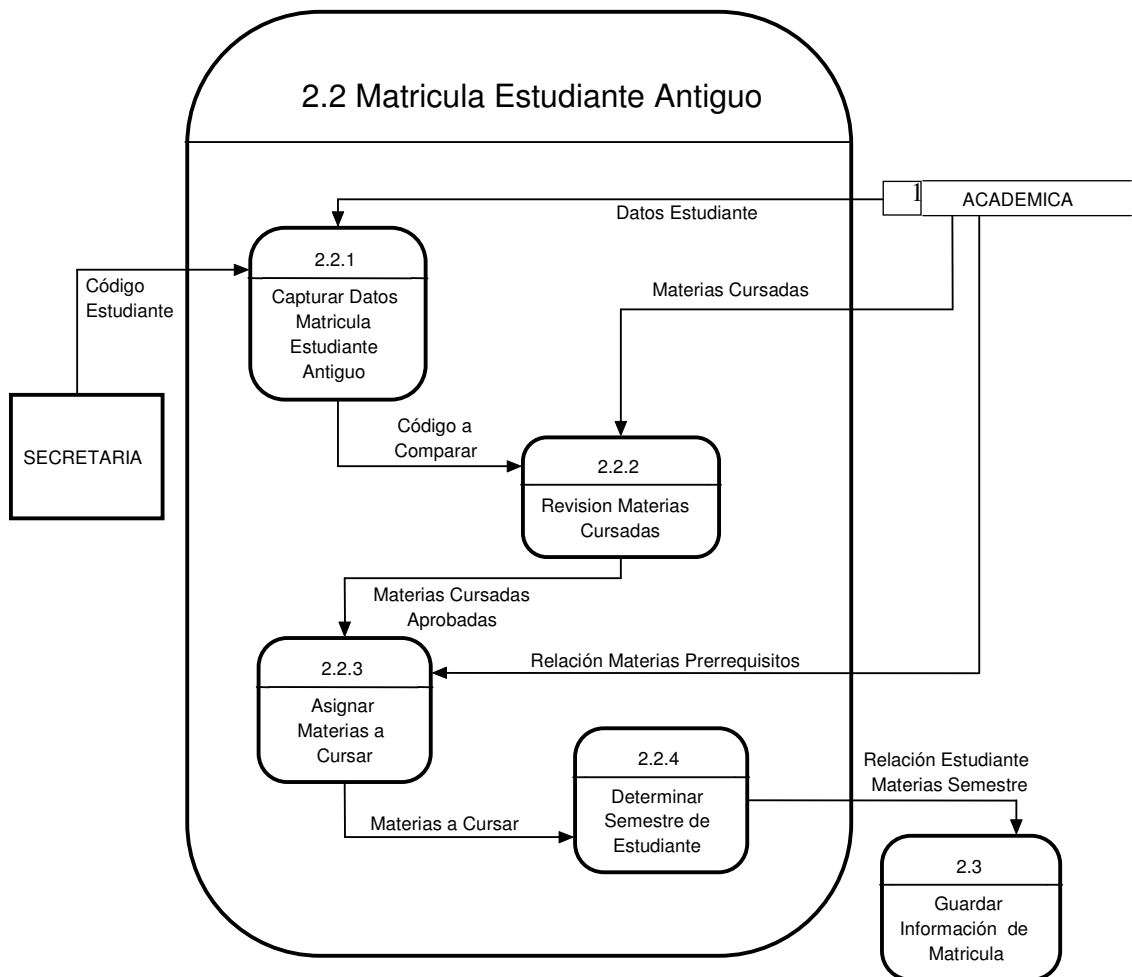 2.2 Matricula Estudiante Antiguo
1
ACADEMICA
Datos Estudiante
2.2.1
Capturar Datos
Matricula
Estudiante
Antiguo
Código
Estudiante
Materias Cursadas
SECRETARIA
Código a
Comparar
2.2.2
Revision Materias
Cursadas
Materias Cursadas
Aprobadas
2.2.3
Asignar
Materias a
Cursar
Relación Materias Prerrequisitos
2.2.4
Determinar
Semestre de
Estudiante
Materias a Cursar
Relación Estudiante
Materias Semestre
2.3
Guardar
Información de
Matricula